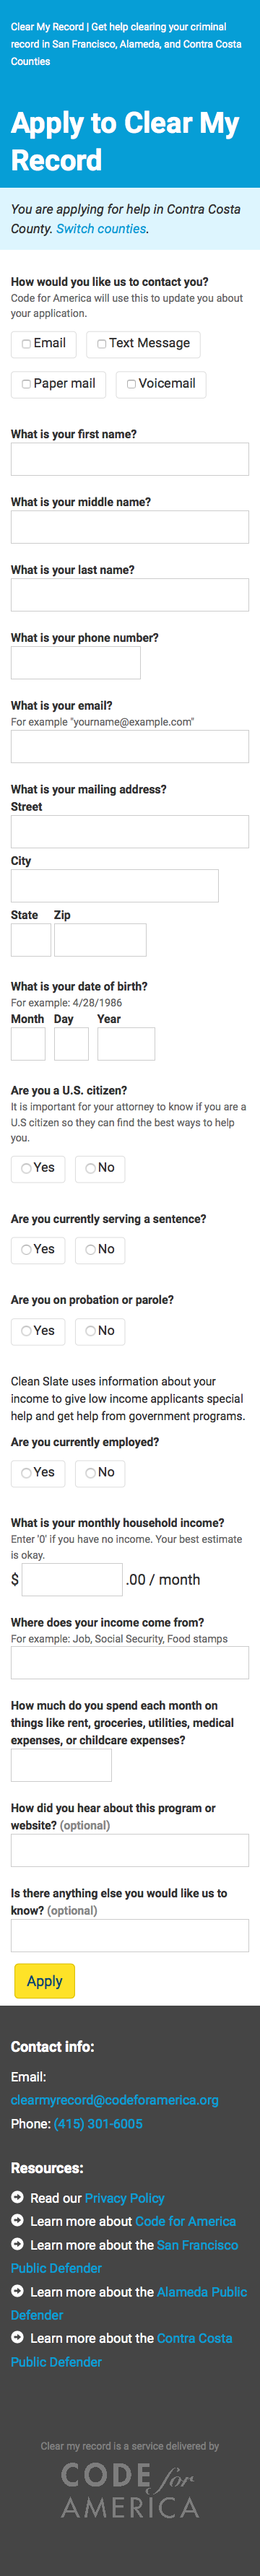 Clear My Record | Get help clearing your criminal
record in San Francisco, Alameda, and Contra Costa
Counties
Apply to Clear My
Record
You are applying for help in Contra Costa
County. Switch counties.
How would you like us to contact you?
Code for America will use this to update you about
your application.
Email Text Message
Paper mail Voicemail
What is your first name?
What is your middle name?
What is your last name?
What is your phone number?
What is your email?
For example "yourname@example.com"
What is your mailing address?
Street
City
State Zip
What is your date of birth?
For example: 4/28/1986
Month Day Year
Are you a U.S. citizen?
It is important for your attorney to know if you are a
U.S citizen so they can find the best ways to help
you.
Yes No
Are you currently serving a sentence?
Yes No
Are you on probation or parole?
Yes No
Clean Slate uses information about your
income to give low income applicants special
help and get help from government programs.
Are you currently employed?
Yes No
What is your monthly household income?
Enter '0' if you have no income. Your best estimate
is okay.
$ .00 / month
Where does your income come from?
For example: Job, Social Security, Food stamps
How much do you spend each month on
things like rent, groceries, utilities, medical
expenses, or childcare expenses?
How did you hear about this program or
website? (optional)
Is there anything else you would like us to
know? (optional)
Apply
Contact info:
Email:
clearmyrecord@codeforamerica.org
Phone: (415) 301-6005
Resources:
Read our Privacy Policy
Learn more about Code for America
Learn more about the San Francisco
Public Defender
Learn more about the Alameda Public
Defender
Learn more about the Contra Costa
Public Defender
Clear my record is a service delivered by
CODE for
AMERICA